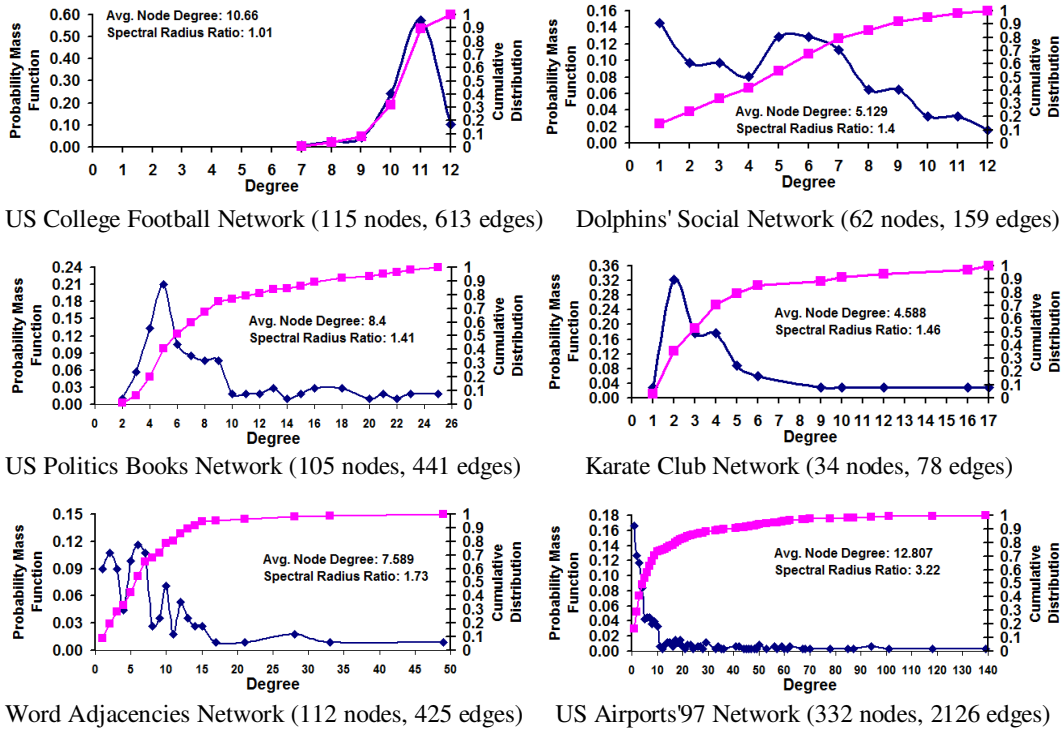 0.60
0.50
0.40
0.30
0.20
0.10
0.00
Probability Mass
Function
Avg. Node Degree: 10.66
Spectral Radius Ratio: 1.01
1
0.9
0.8
0.7
0.6
0.5
0.4
0.3
0.2
0.1
0
Cumulative
Distribution
0 1 2 3 4 5 6 7 8 9 10 11 12
Degree
US College Football Network (115 nodes, 613 edges)
0.16
0.14
0.12
0.10
0.08
0.06
0.04
0.02
0.00
Probability Mass
Function
Avg. Node Degree: 5.129
Spectral Radius Ratio: 1.4
1
0.9
0.8
0.7
0.6
0.5
0.4
0.3
0.2
0.1
0
Cumulative
Distribution
0 1 2 3 4 5 6 7 8 9 10 11 12
Degree
Dolphins' Social Network (62 nodes, 159 edges)
0.24
0.21
0.18
0.15
0.12
0.09
0.06
0.03
0.00
Probability Mass
Function
Avg. Node Degree: 8.4
Spectral Radius Ratio: 1.41
1
0.9
0.8
0.7
0.6
0.5
0.4
0.3
0.2
0.1
0
Cumulative
Distribution
0 2 4 6 8 10 12 14 16 18 20 22 24 26
Degree
US Politics Books Network (105 nodes, 441 edges)
0.36
0.32
0.28
0.24
0.20
0.16
0.12
0.08
0.04
0.00
Probability Mass
Function
Avg. Node Degree: 4.588
Spectral Radius Ratio: 1.46
1
0.9
0.8
0.7
0.6
0.5
0.4
0.3
0.2
0.1
0
Cumulative
Distribution
0 1 2 3 4 5 6 7 8 9 10 11 12 13 14 15 16 17
Degree
Karate Club Network (34 nodes, 78 edges)
0.15
0.12
0.09
0.06
0.03
0.00
Probability Mass
Function
Avg. Node Degree: 7.589
Spectral Radius Ratio: 1.73
1
0.9
0.8
0.7
0.6
0.5
0.4
0.3
0.2
0.1
0
Cumulative
Distribution
0 5 10 15 20 25 30 35 40 45 50
Degree
Word Adjacencies Network (112 nodes, 425 edges)
0.18
0.16
0.14
0.12
0.10
0.08
0.06
0.04
0.02
0.00
Probability Mass
Function
Avg. Node Degree: 12.807
Spectral Radius Ratio: 3.22
1
0.9
0.8
0.7
0.6
0.5
0.4
0.3
0.2
0.1
0
Cumulative
Distribution
0 10 20 30 40 50 60 70 80 90 100 110 120 130 140
Degree
US Airports'97 Network (332 nodes, 2126 edges)